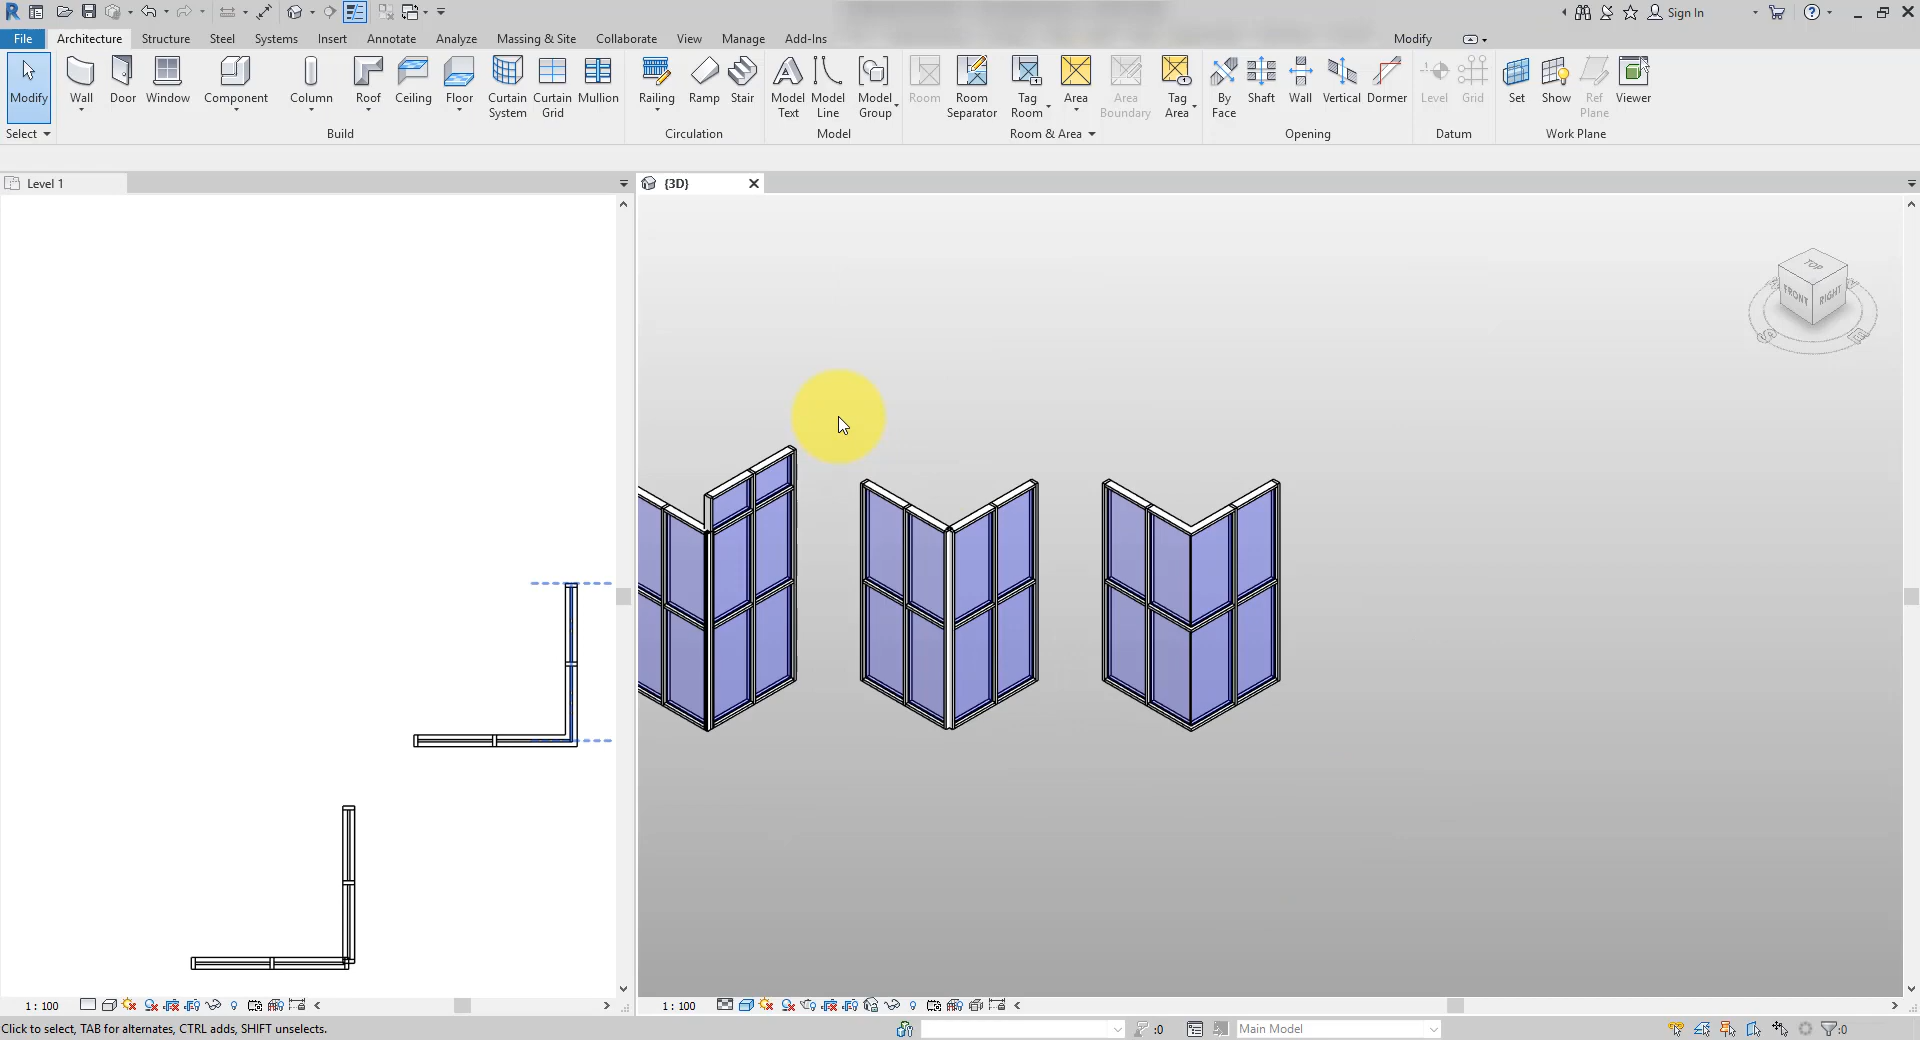 Sign In
File Architecture Structure Steel Systems Insert Annotate Analyze Massing & Site Collaborate View Manage Add-Ins Modify
Modify Wall Door Window Component Column Roof Ceiling Floor Curtain System Curtain Grid Mullion Railing Ramp Stair Model Text Model Line Model Group Room Room Separator Tag Room Area Area Boundary Tag Area By Face Shaft Wall Vertical Dormer Level Grid Set Show Ref Plane Viewer
Select Build Circulation Model Room & Area Opening Datum Work Plane
Level 1 {3D}
TOP
FRONT RIGHT
1 : 100 1 : 100
Click to select, TAB for alternates, CTRL adds, SHIFT unselects. :0 Main Model :0